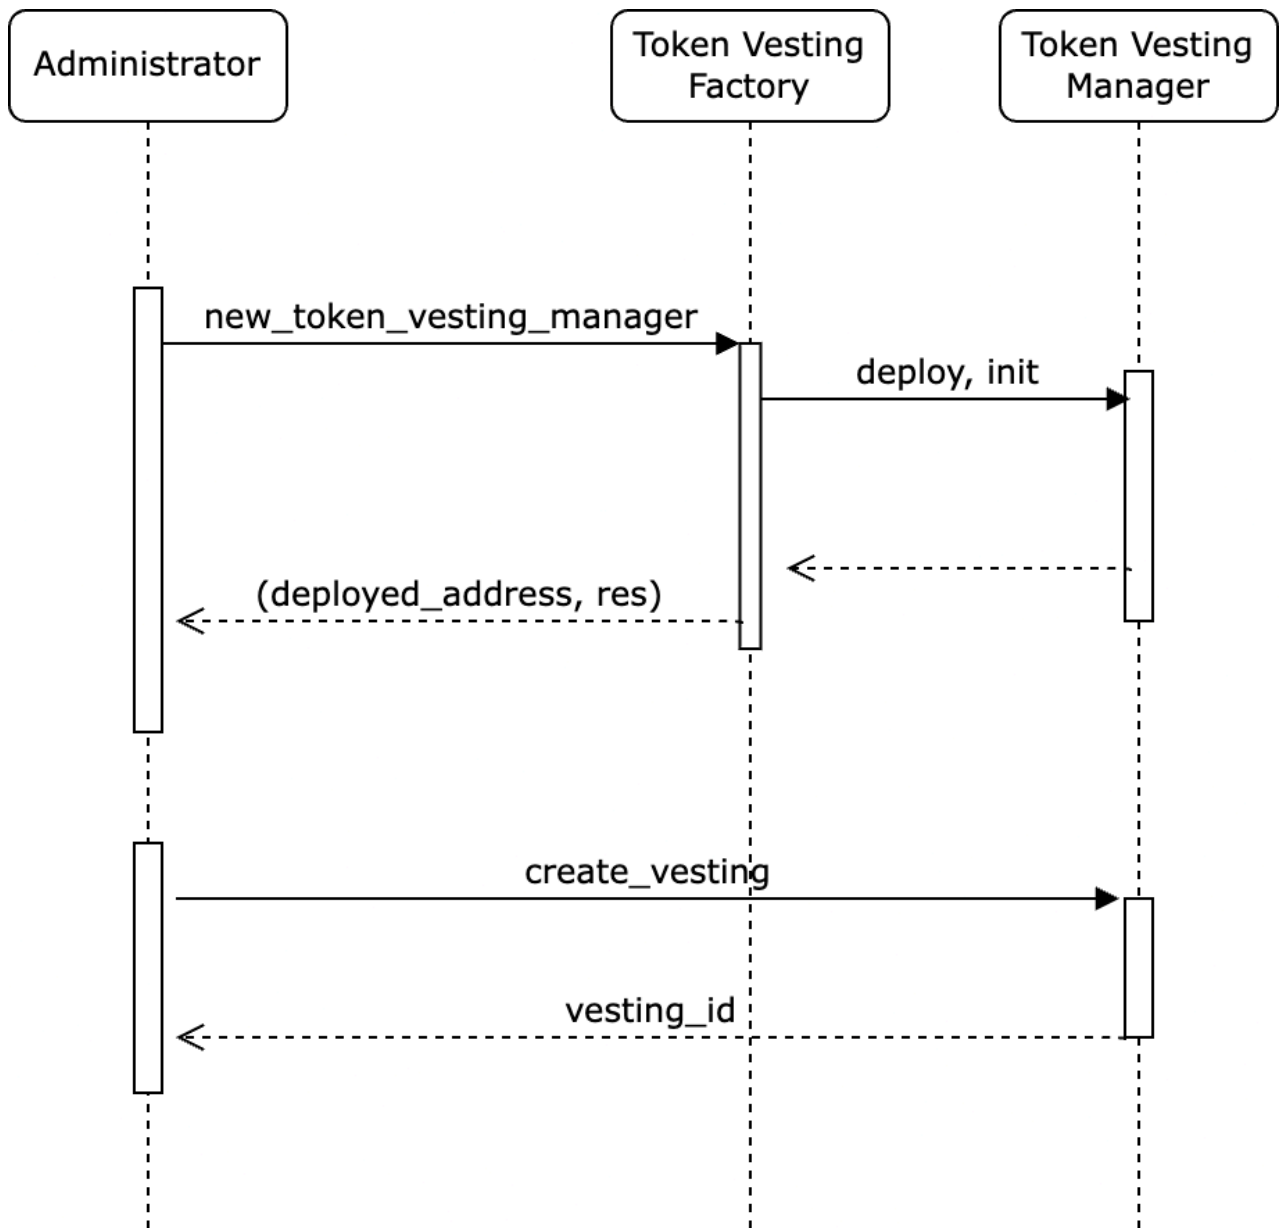 Administrator
Token Vesting
Factory
Token Vesting
Manager
new_token_vesting_manager
deploy, init
(deployed_address, res)
create_vesting
vesting_id